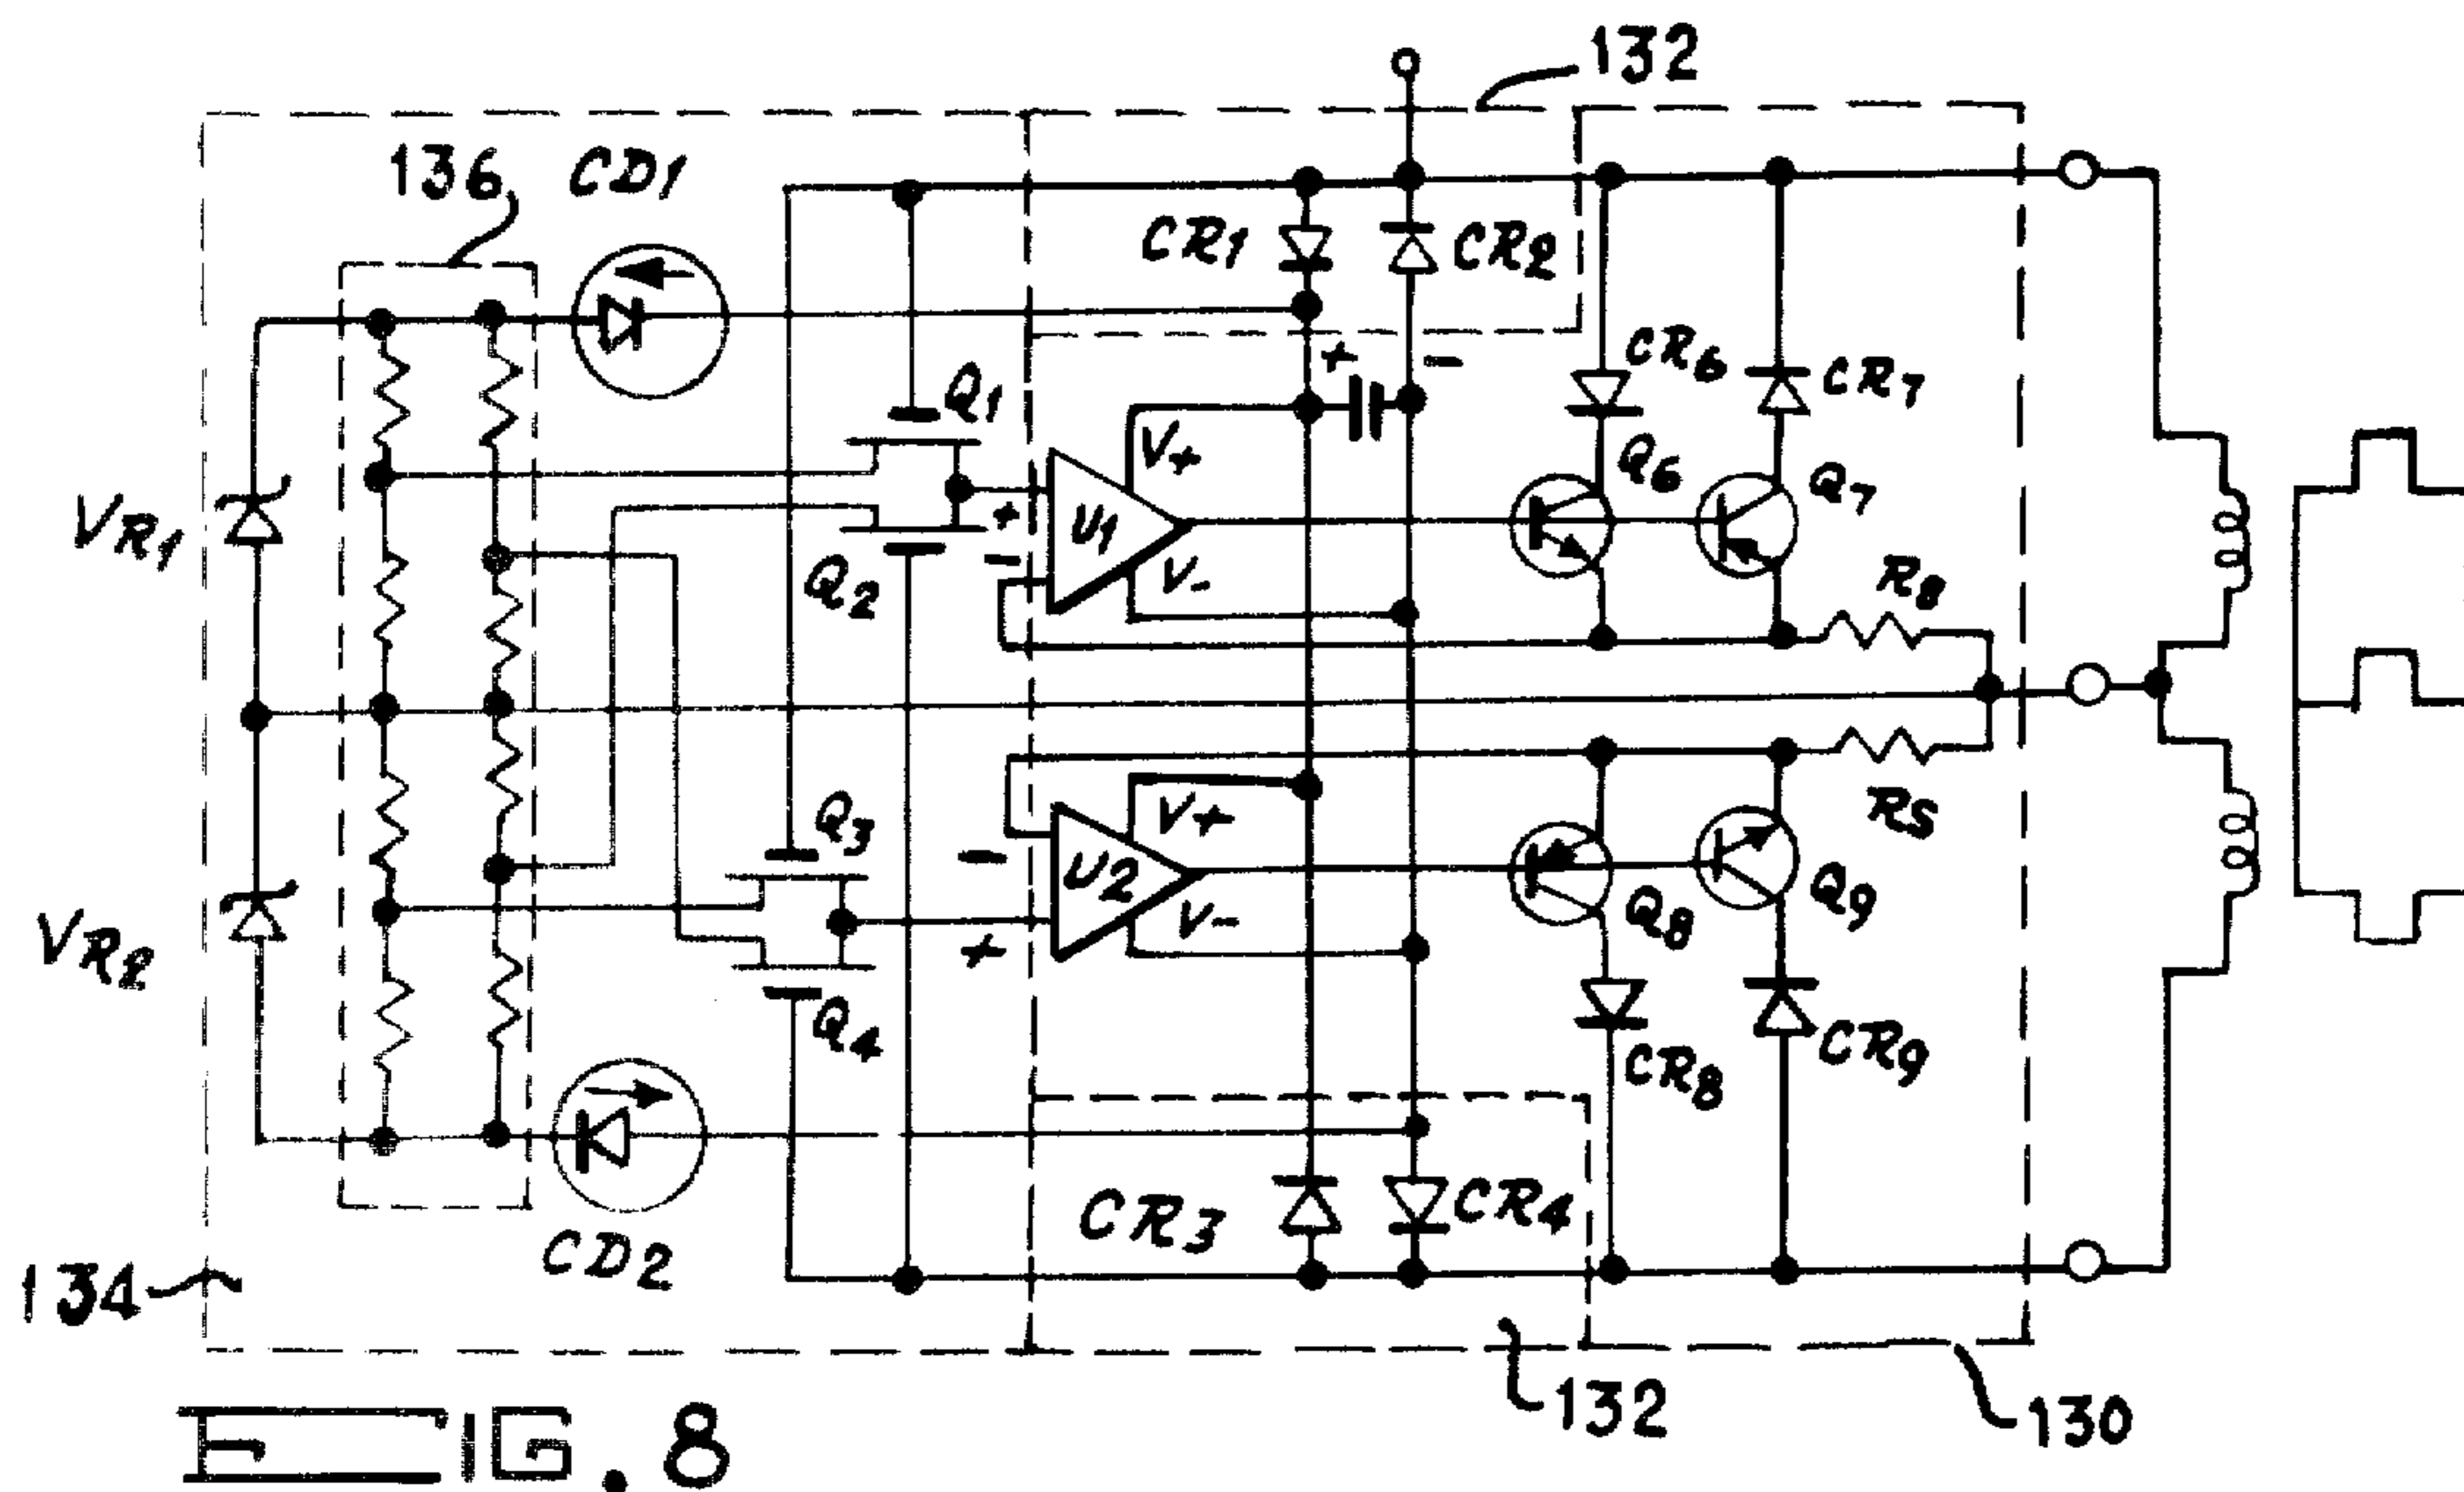 132
136 CD1
CR1 CR2
CR6 CR7
Q1
+ -
V+
Q6 Q7
VR1
+
U1
Q2
-
V-
R8
Q3
V+
R5
-
U2
Q8 Q9
V-
VR2
+
Q4
CR8 CR9
CR3 CR4
CD2
134
132
130
FIG. 8